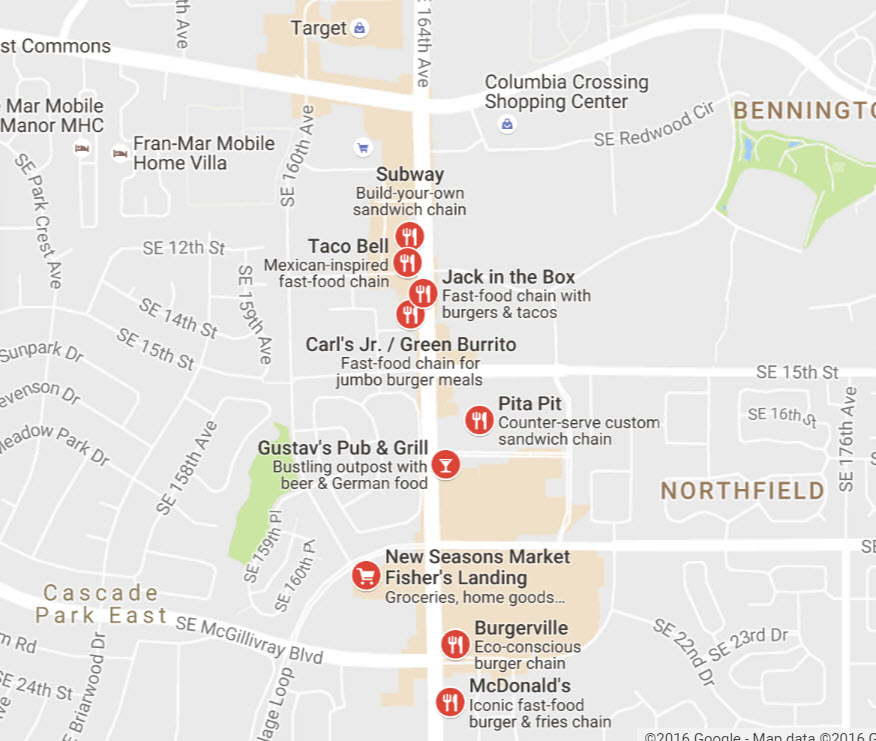 Target
164th Ave
st Commons
th Ave
Columbia Crossing
Shopping Center
Mar Mobile
Manor MHC
Fran-Mar Mobile
Home Villa
SE 160th Ave
SE Redwood Cir
BENNINGTO
SE Park Crest Ave
Subway
Build-your-own
sandwich chain
SE 12th St
Taco Bell
Mexican-inspired
fast-food chain
SE 159th Ave
Jack in the Box
Fast-food chain with
burgers & tacos
SE 14th St
SE 15th St
Carl's Jr. / Green Burrito
Fast-food chain for
jumbo burger meals
Sunpark Dr
SE 15th St
evenson Dr
Pita Pit
Counter-serve custom
sandwich chain
SE 16th St
SE 176th Ave
Meadow Park Dr
SE 158th Ave
Gustav's Pub & Grill
Bustling outpost with
beer & German food
NORTHFIELD
SE 159th Pl
SE 160th Pl
SE
New Seasons Market
Fisher's Landing
Groceries, home goods...
Cascade
Park East
SE McGillivray Blvd
Burgerville
Eco-conscious
burger chain
SE 22nd Dr
SE 23rd Dr
m Rd
SE 24th St
Briarwood Dr
lage Loop
McDonald's
Iconic fast-food
burger & fries chain
©2016 Google - Map data ©2016 G